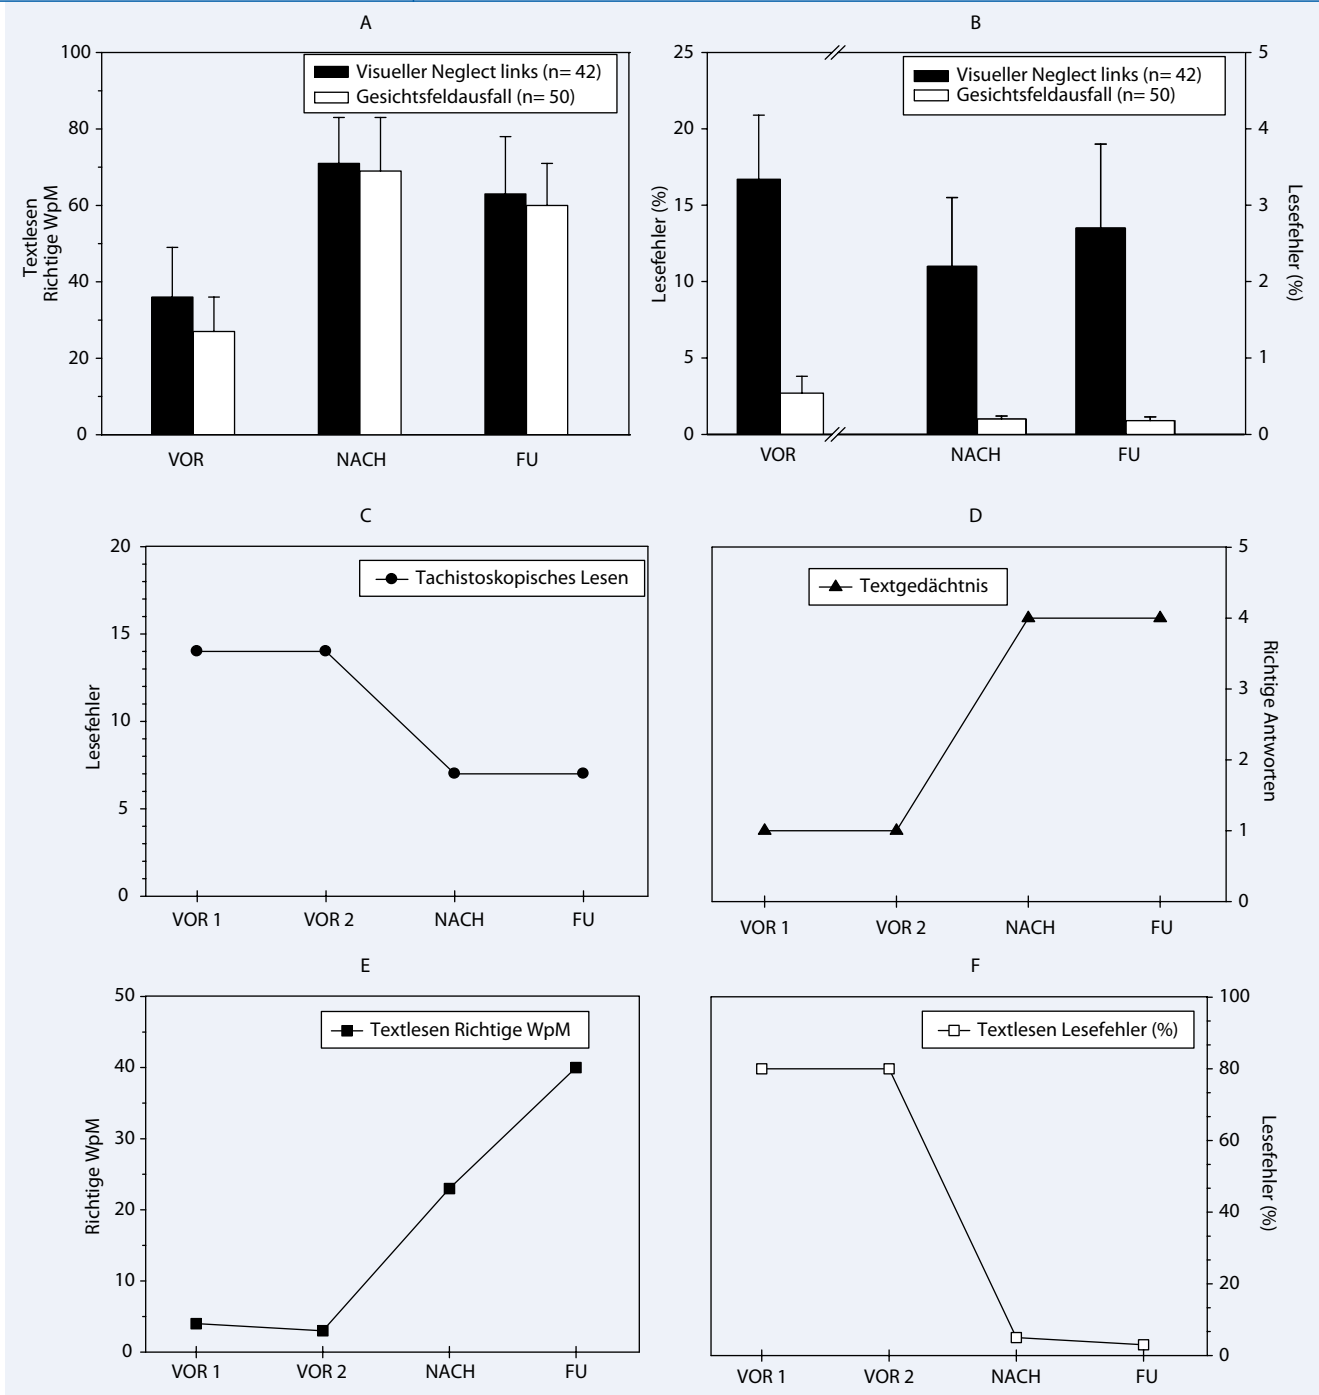 A
100
80
60
40
20
0
Textlesen
Richtige WpM
Visueller Neglect links (n= 42)
Gesichtsfeldausfall (n= 50)
VOR
NACH
FU
B
25
20
15
10
5
0
Lesefehler (%)
Visueller Neglect links (n= 42)
Gesichtsfeldausfall (n= 50)
5
4
3
2
1
0
Lesefehler (%)
VOR
NACH
FU
C
20
15
10
5
0
Lesefehler
Tachistoskopisches Lesen
VOR 1
VOR 2
NACH
FU
D
Textgedächtnis
5
4
3
2
1
0
Richtige Antworten
VOR 1
VOR 2
NACH
FU
E
50
40
30
20
10
0
Richtige WpM
Textlesen Richtige WpM
VOR 1
VOR 2
NACH
FU
F
Textlesen Lesefehler (%)
100
80
60
40
20
0
Lesefehler (%)
VOR 1
VOR 2
NACH
FU